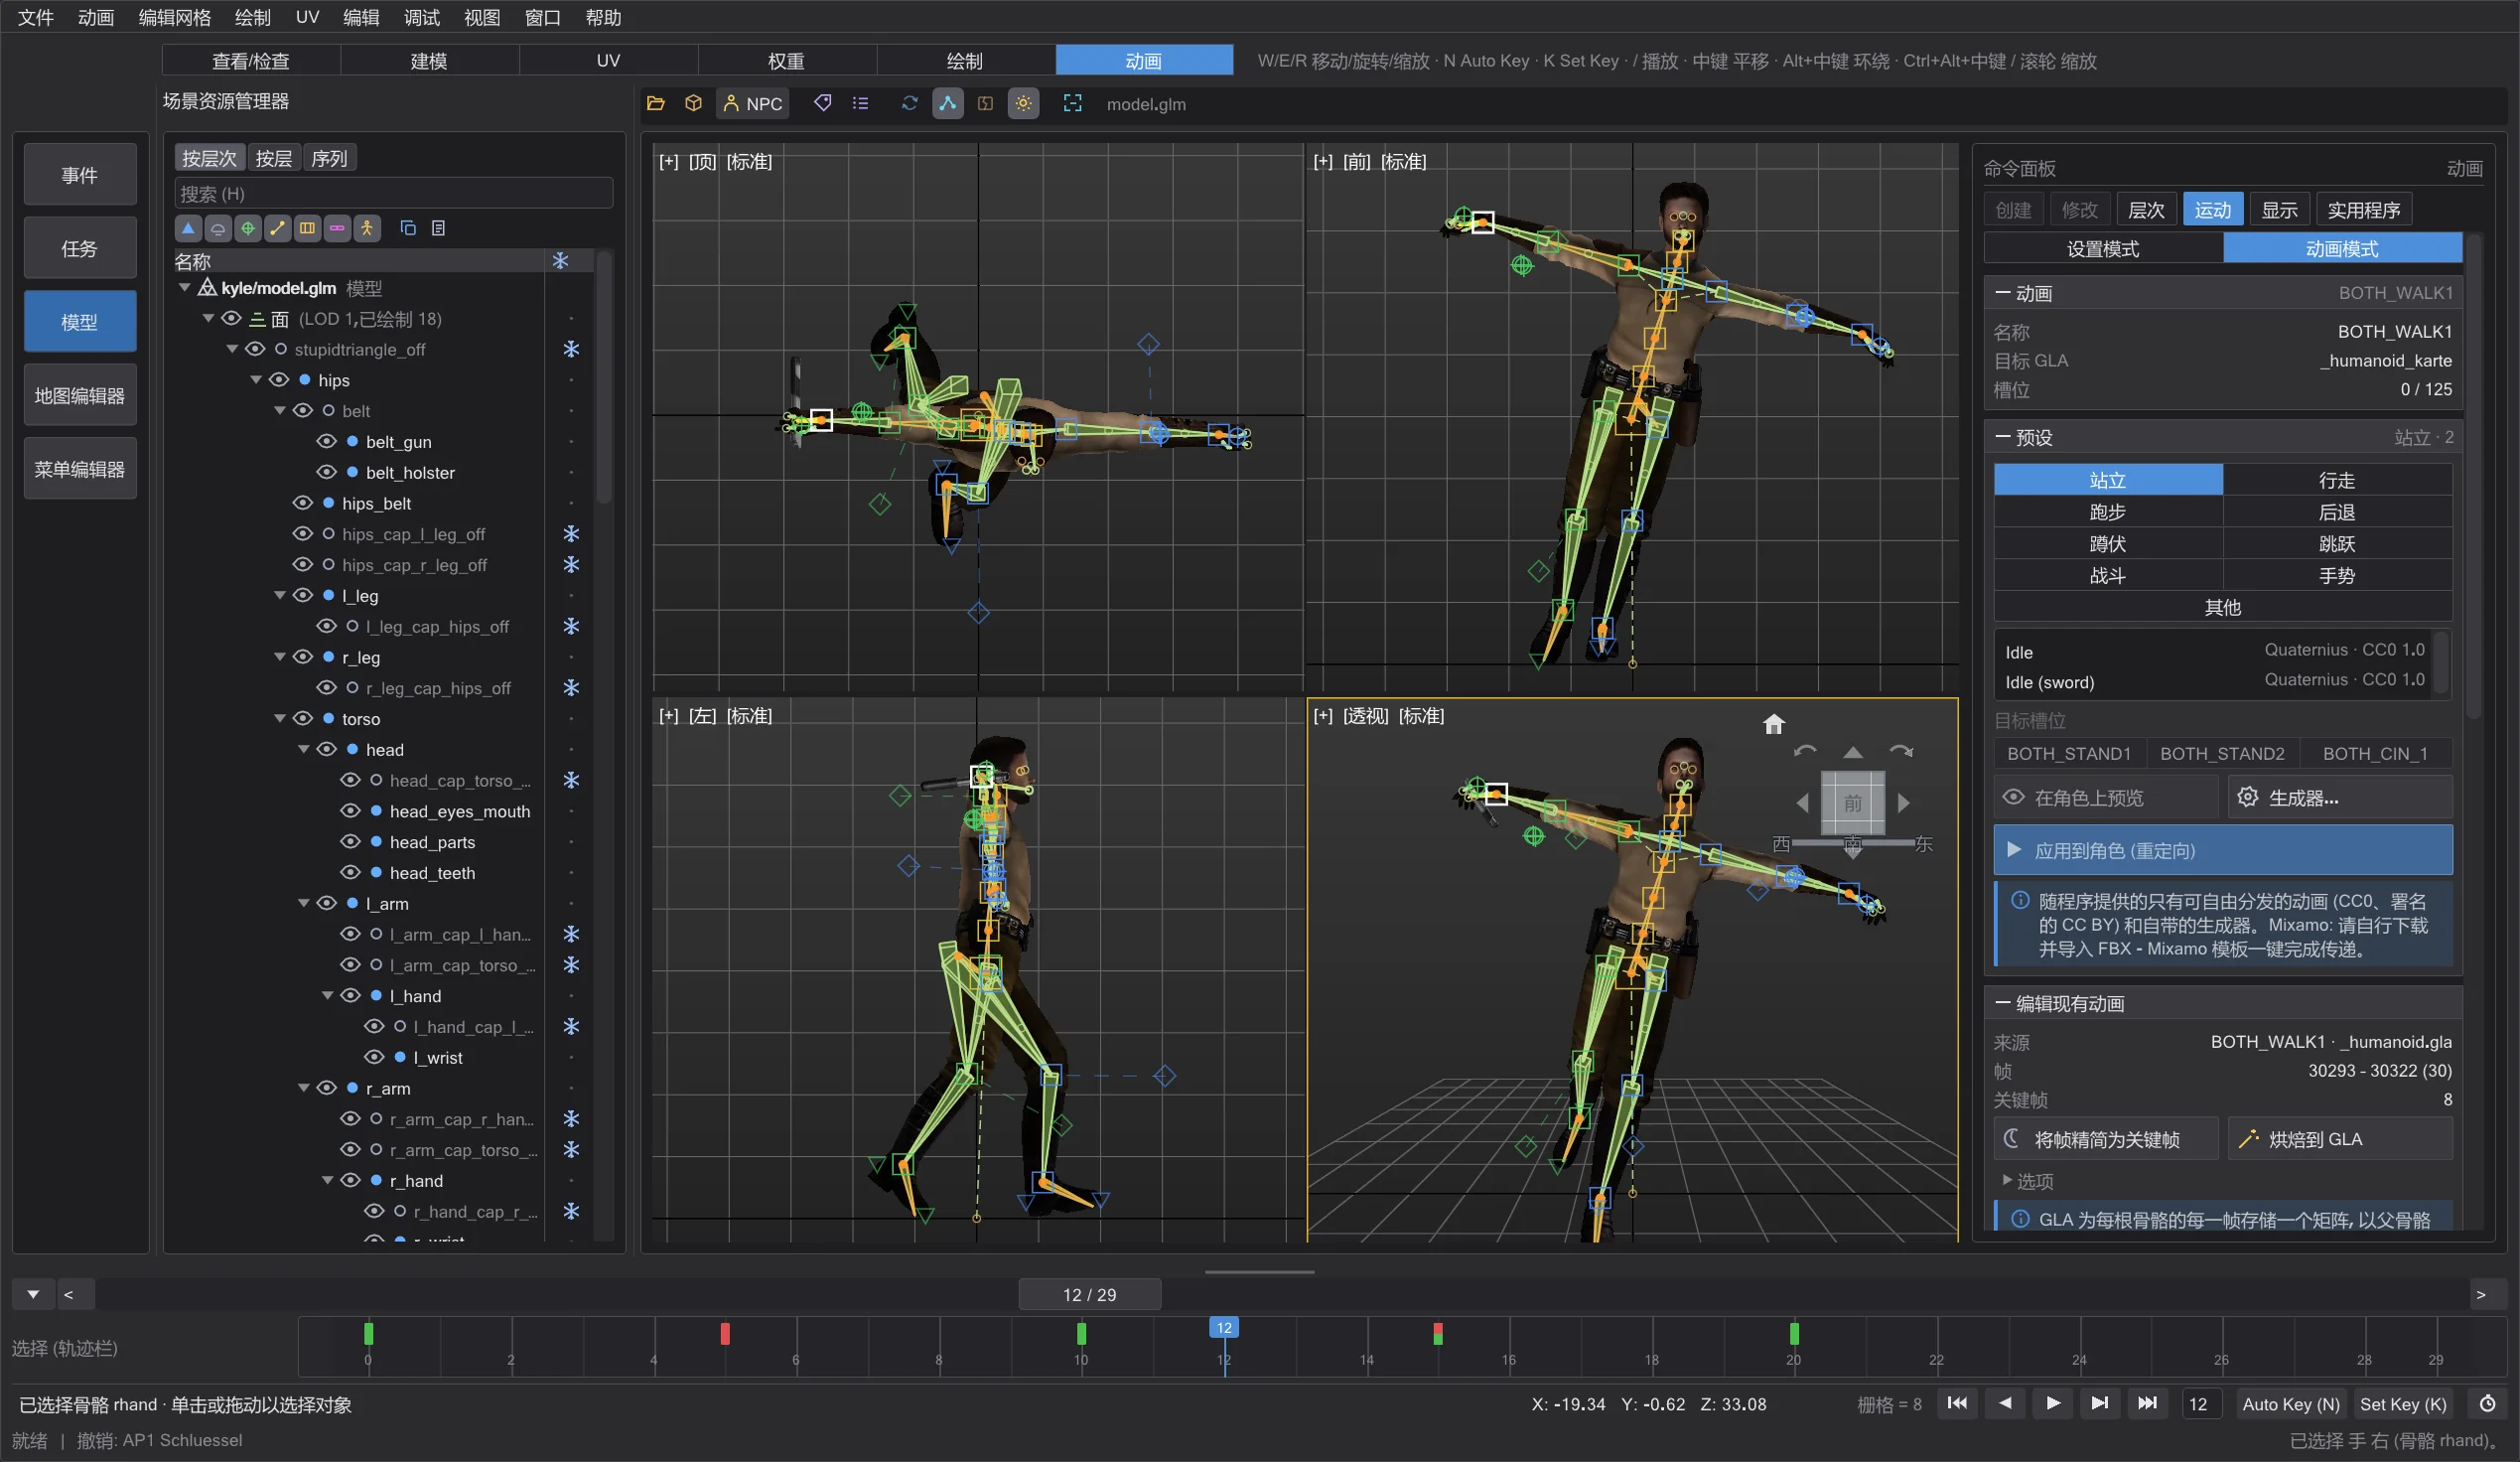 文件 动画 编辑网格 绘制 UV 编辑 调试 视图 窗口 帮助
查看/检查 建模 UV 权重 绘制 动画 W/E/R 移动/旋转/缩放 · N Auto Key · K Set Key · / 播放 · 中键 平移 · Alt+中键 环绕 · Ctrl+Alt+中键 / 滚轮 缩放
场景资源管理器
NPC model.glm
事件
任务
模型
地图编辑器
菜单编辑器
按层次 按层 序列
搜索 (H)
名称
kyle/model.glm 模型
面 (LOD 1,已绘制 18)
stupidtriangle_off
hips
belt
belt_gun
belt_holster
hips_belt
hips_cap_l_leg_off
hips_cap_r_leg_off
l_leg
l_leg_cap_hips_off
r_leg
r_leg_cap_hips_off
torso
head
head_cap_torso_...
head_eyes_mouth
head_parts
head_teeth
l_arm
l_arm_cap_l_han...
l_arm_cap_torso_...
l_hand
l_hand_cap_l_...
l_wrist
r_arm
r_arm_cap_r_han...
r_arm_cap_torso_...
r_hand
r_hand_cap_r_...
r_wrist
[+] [顶] [标准]
[+] [前] [标准]
[+] [左] [标准]
[+] [透视] [标准]
前
西 南 东
命令面板 动画
创建 修改 层次 运动 显示 实用程序
设置模式 动画模式
动画 BOTH_WALK1
名称 BOTH_WALK1
目标 GLA _humanoid_karte
槽位 0 / 125
预设 站立 · 2
站立 行走
跑步 后退
蹲伏 跳跃
战斗 手势
其他
Idle Quaternius · CC0 1.0
Idle (sword) Quaternius · CC0 1.0
目标槽位
BOTH_STAND1 BOTH_STAND2 BOTH_CIN_1
在角色上预览 生成器...
应用到角色 (重定向)
随程序提供的只有可自由分发的动画 (CC0、署名
的 CC BY) 和自带的生成器。Mixamo: 请自行下载
并导入 FBX - Mixamo 模板一键完成传递。
编辑现有动画
来源 BOTH_WALK1 · _humanoid.gla
帧 30293 - 30322 (30)
关键帧 8
将帧精简为关键帧 烘焙到 GLA
选项
GLA 为每根骨骼的每一帧存储一个矩阵, 以父骨骼
< 12 / 29 >
选择 (轨迹栏)
12
0 2 4 6 8 10 12 14 16 18 20 22 24 26 28 29
已选择骨骼 rhand · 单击或拖动以选择对象 X: -19.34 Y: -0.62 Z: 33.08 栅格 = 8 12 Auto Key (N) Set Key (K)
就绪 | 撤销: AP1 Schluessel 已选择 手 右 (骨骼 rhand)。